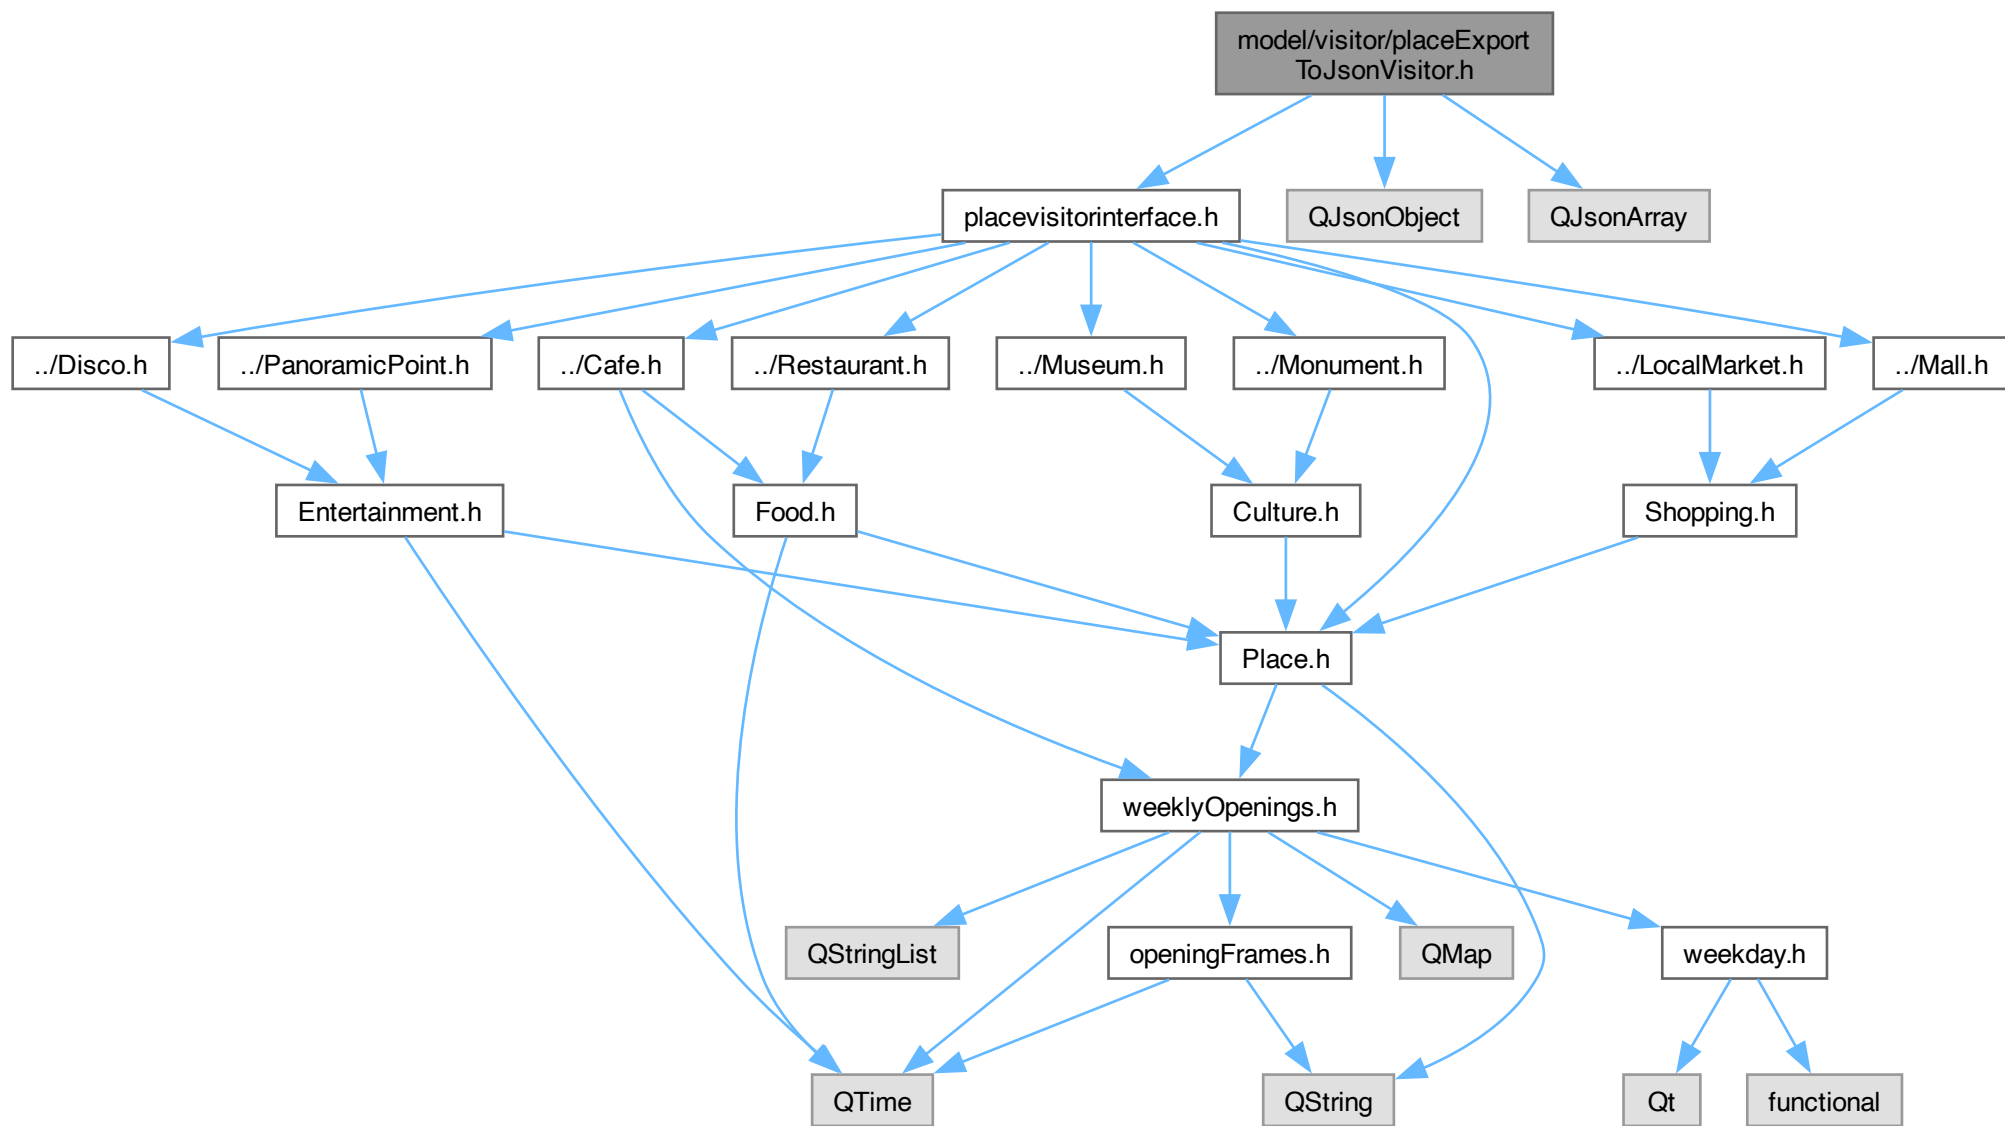 model/visitor/placeExport
ToJsonVisitor.h
placevisitorinterface.h
QJsonObject
QJsonArray
../Disco.h
../PanoramicPoint.h
../Cafe.h
../Restaurant.h
../Museum.h
../Monument.h
../LocalMarket.h
../Mall.h
Entertainment.h
Food.h
Culture.h
Shopping.h
Place.h
weeklyOpenings.h
QStringList
openingFrames.h
QMap
weekday.h
QTime
QString
Qt
functional